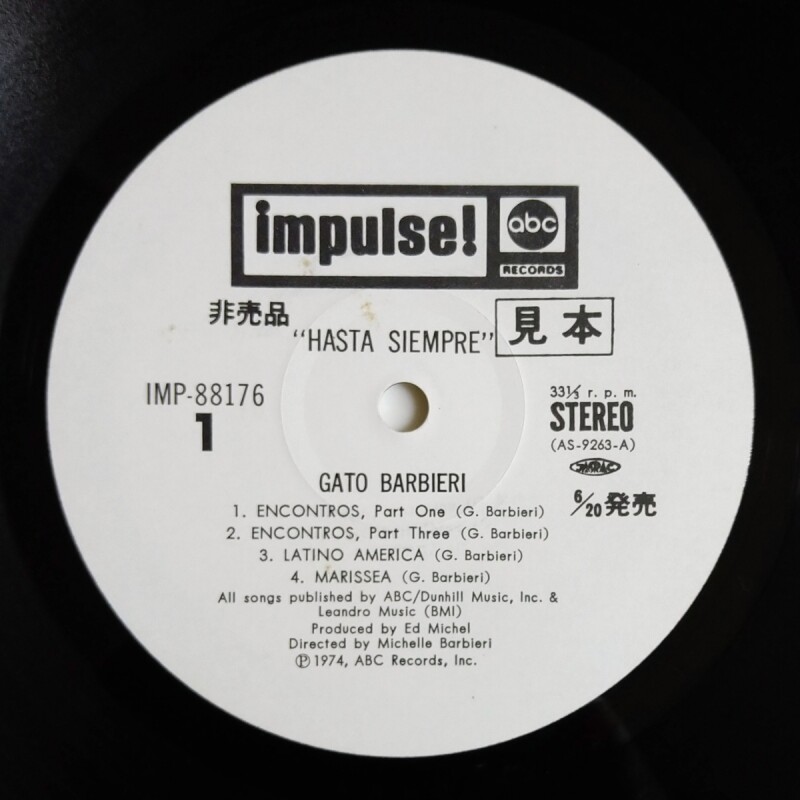 impulse!
abc
RECORDS
非売品
"HASTA SIEMPRE"
見本
IMP-88176
1
33⅓ r. p. m.
STEREO
(AS-9263-A)
6/20発売
GATO BARBIERI
1. ENCONTROS, Part One (G. Barbieri)
2. ENCONTROS, Part Three (G. Barbieri)
3. LATINO AMERICA (G. Barbieri)
4. MARISSEA (G. Barbieri)
All songs published by ABC/Dunhill Music, Inc. &
Leandro Music (BMI)
Produced by Ed Michel
Directed by Michelle Barbieri
℗1974, ABC Records, Inc.